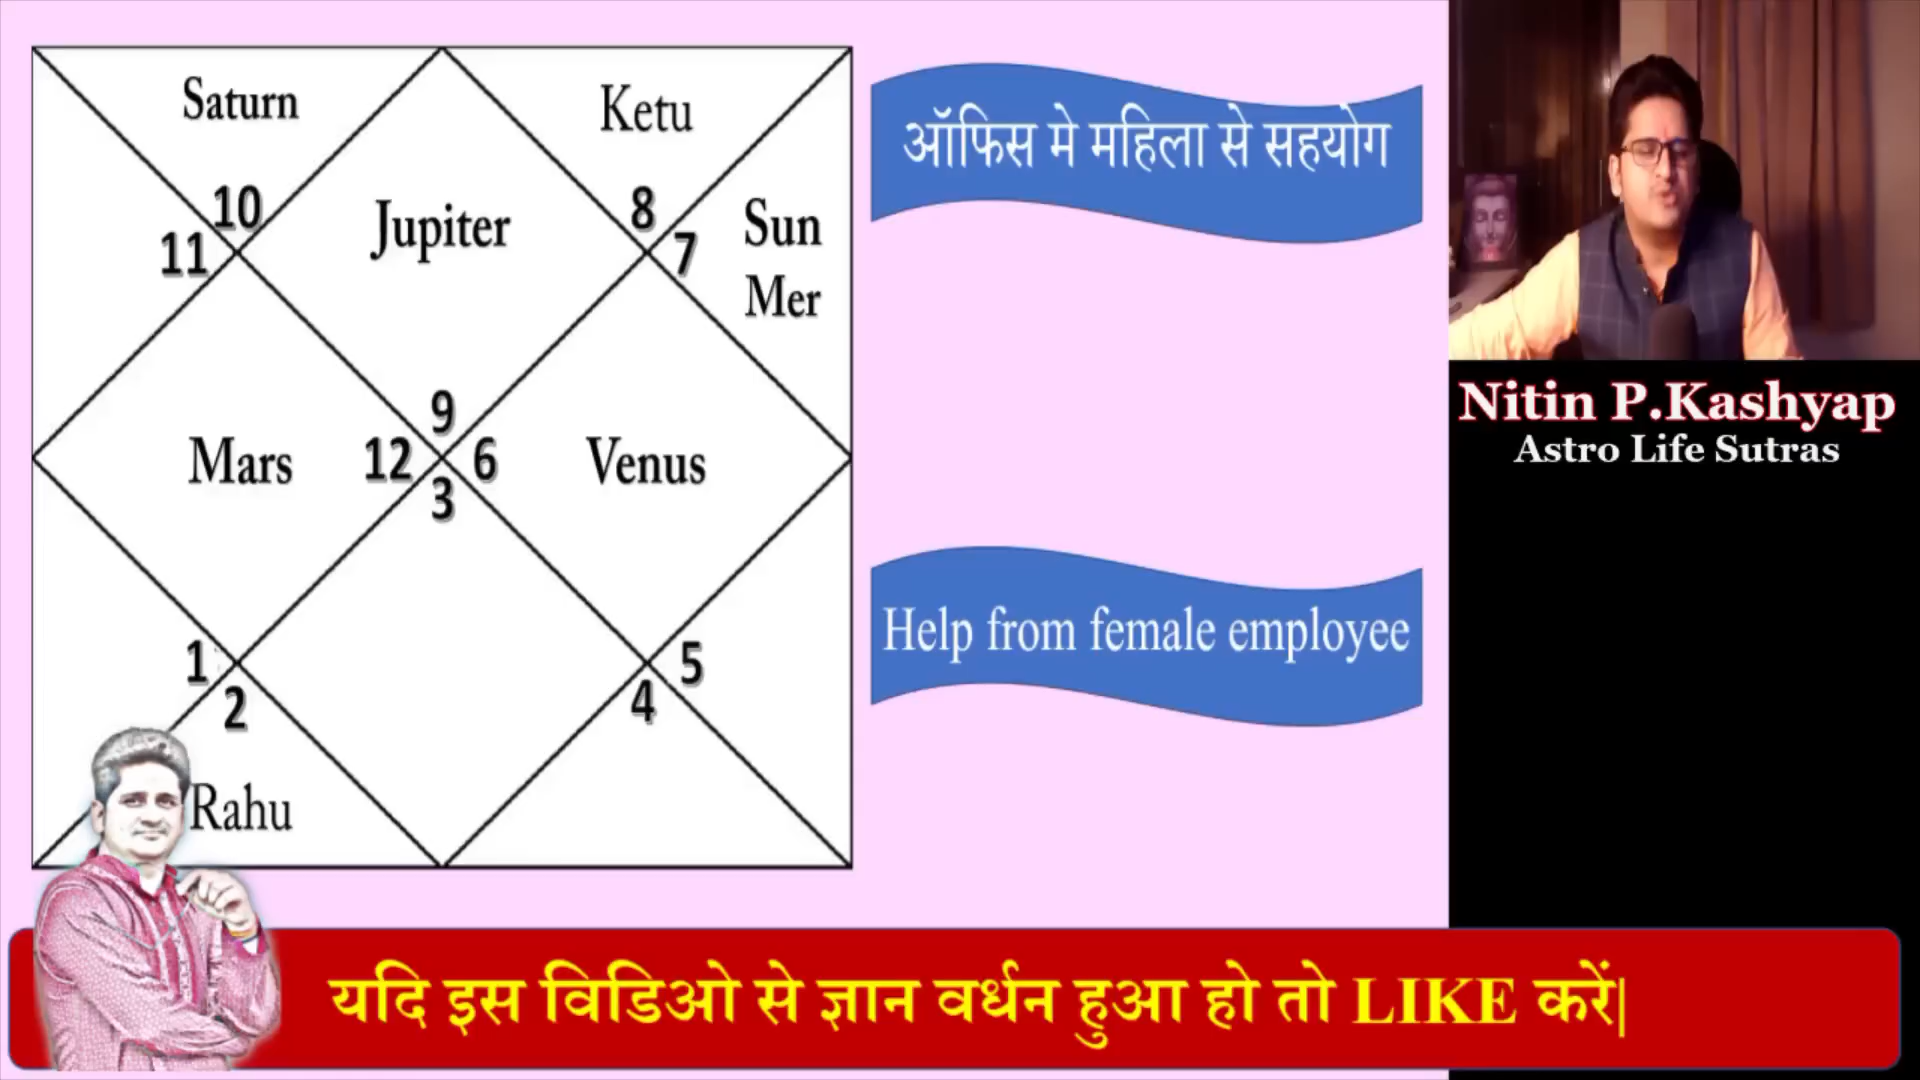 Saturn
Ketu
10
8
11
7
Jupiter
Sun
Mer
9
12
6
3
Mars
Venus
1
5
2
4
Rahu
ऑफिस मे महिला से सहयोग
Help from female employee
Nitin P.Kashyap
Astro Life Sutras
यदि इस विडिओ से ज्ञान वर्धन हुआ हो तो LIKE करें|